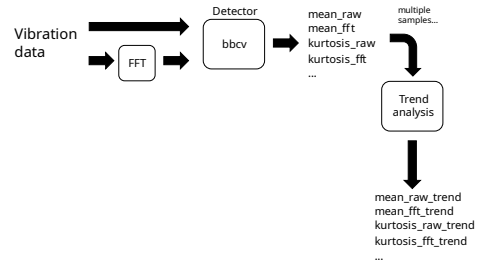 Vibration
data
FFT
Detector
bbcv
mean_raw
mean_fft
kurtosis_raw
kurtosis_fft
...
multiple
samples...
Trend
analysis
mean_raw_trend
mean_fft_trend
kurtosis_raw_trend
kurtosis_fft_trend
...